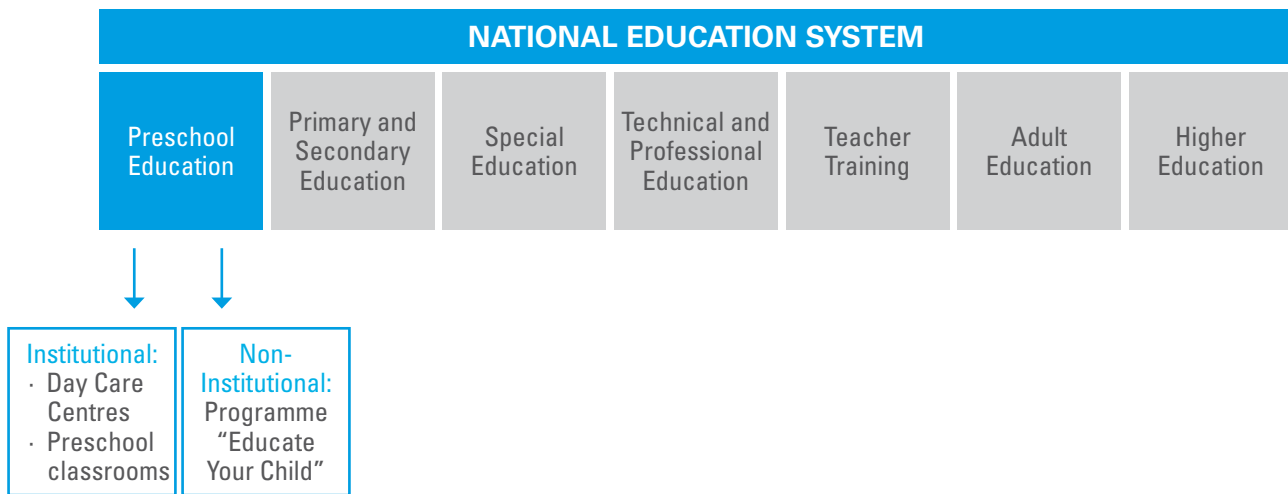 NATIONAL EDUCATION SYSTEM
Preschool
Education
Primary and
Secondary
Education
Special
Education
Technical and
Professional
Education
Teacher
Training
Adult
Education
Higher
Education
Institutional:
· Day Care
Centres
· Preschool
classrooms
Non-
Institutional:
Programme
“Educate
Your Child”